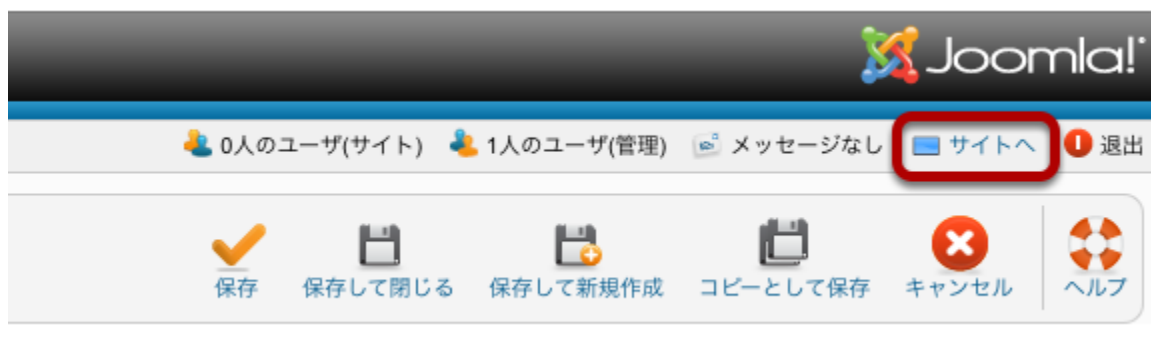 Joomla!
0人のユーザ(サイト) 1人のユーザ(管理) メッセージなし サイトへ 退出
保存 保存して閉じる 保存して新規作成 コピーとして保存 キャンセル ヘルプ